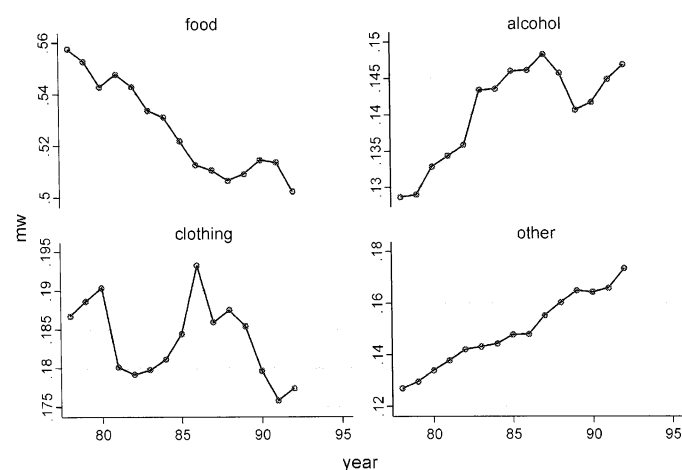 food
alcohol
.56
.54
.52
.5
.15
.145
.14
.135
.13
mw
clothing
other
.195
.19
.185
.18
.175
.18
.16
.14
.12
80 85 90 95
80 85 90 95
year